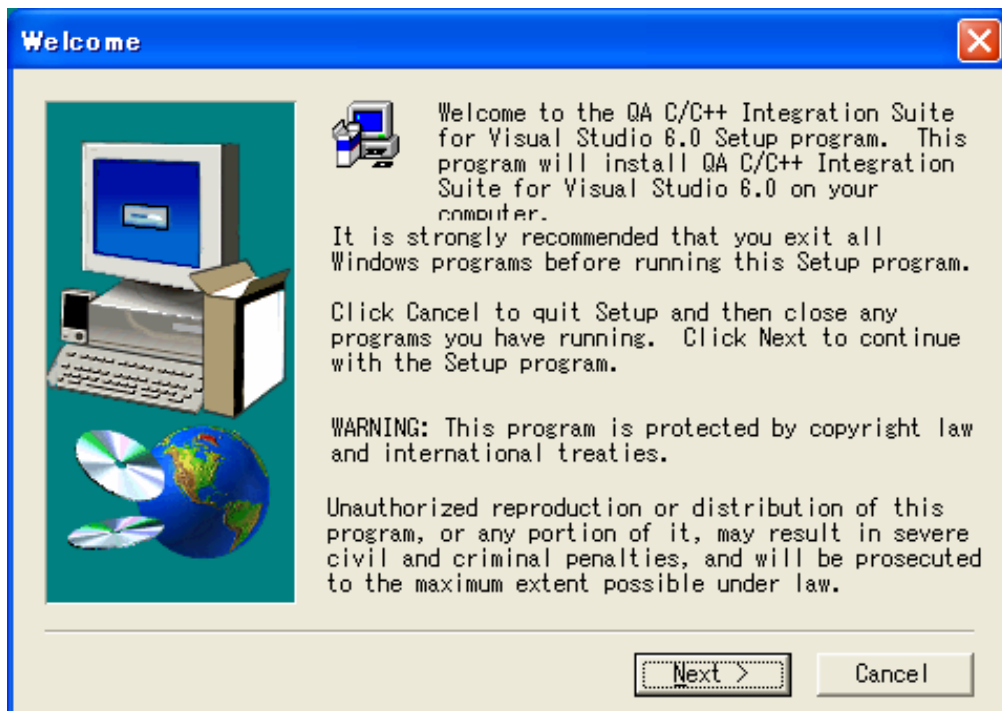 Welcome
Welcome to the QA C/C++ Integration Suite
for Visual Studio 6.0 Setup program.  This
program will install QA C/C++ Integration
Suite for Visual Studio 6.0 on your
computer.
It is strongly recommended that you exit all
Windows programs before running this Setup program.
Click Cancel to quit Setup and then close any
programs you have running.  Click Next to continue
with the Setup program.
WARNING: This program is protected by copyright law
and international treaties.
Unauthorized reproduction or distribution of this
program, or any portion of it, may result in severe
civil and criminal penalties, and will be prosecuted
to the maximum extent possible under law.
Next >
Cancel